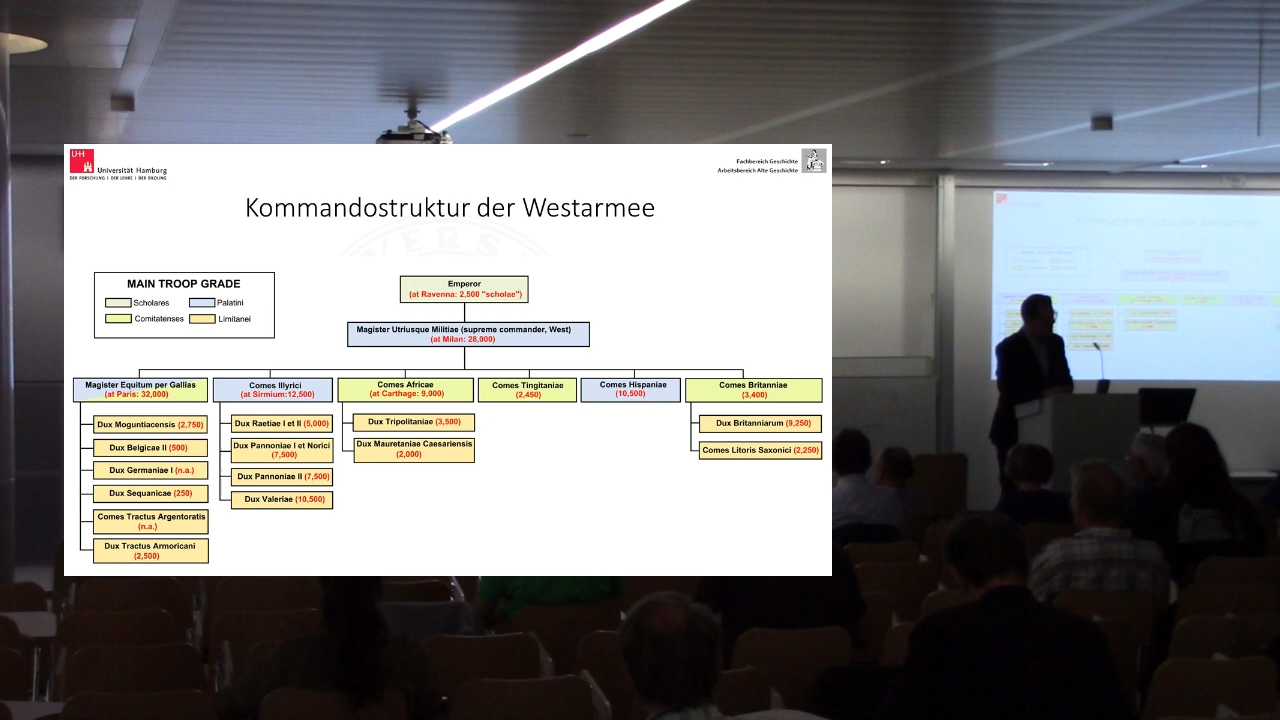 UHH
Universität Hamburg
DER FORSCHUNG | DER LEHRE | DER BILDUNG
Fachbereich Geschichte
Arbeitsbereich Alte Geschichte
Kommandostruktur der Westarmee
MAIN TROOP GRADE
Scholares
Palatini
Comitatenses
Limitanei
Emperor
(at Ravenna: 2,500 "scholae")
Magister Utriusque Militiae (supreme commander, West)
(at Milan: 28,000)
Magister Equitum per Gallias
(at Paris: 32,000)
Dux Moguntiacensis (2,750)
Dux Belgicae II (500)
Dux Germaniae I (n.a.)
Dux Sequanicae (250)
Comes Tractus Argentoratis
(n.a.)
Dux Tractus Armoricani
(2,500)
Comes Illyrici
(at Sirmium:12,500)
Dux Raetiae I et II (5,000)
Dux Pannoniae I et Norici
(7,500)
Dux Pannoniae II (7,500)
Dux Valeriae (10,500)
Comes Africae
(at Carthage: 9,000)
Dux Tripolitaniae (3,500)
Dux Mauretaniae Caesariensis
(2,000)
Comes Tingitaniae
(2,450)
Comes Hispaniae
(10,500)
Comes Britanniae
(3,400)
Dux Britanniarum (9,250)
Comes Litoris Saxonici (2,250)
Kommandostruktur der Westarmee